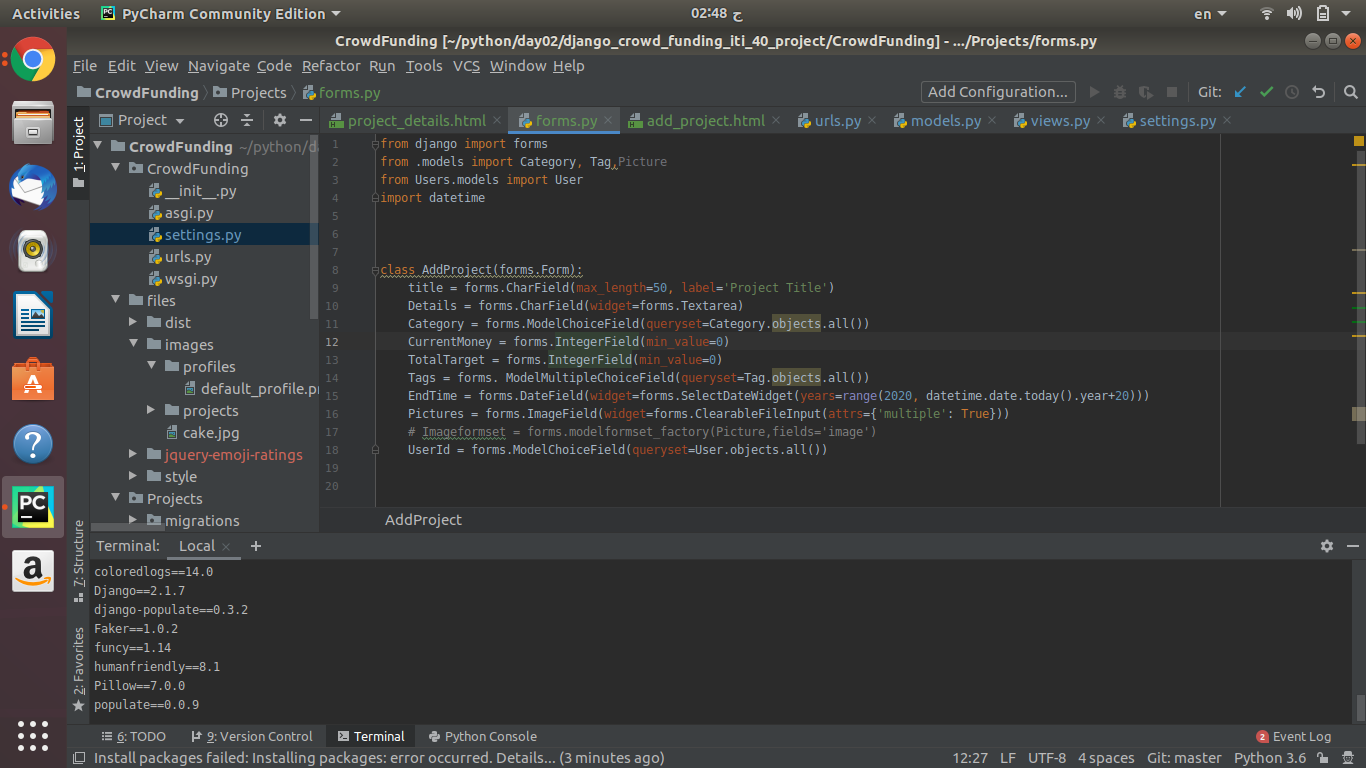 Activities PyCharm Community Edition 02:48 ح en
CrowdFunding [~/python/day02/django_crowd_funding_iti_40_project/CrowdFunding] - .../Projects/forms.py
File Edit View Navigate Code Refactor Run Tools VCS Window Help
CrowdFunding Projects forms.py Add Configuration... Git:
Project project_details.html forms.py add_project.html urls.py models.py views.py settings.py
1: Project
CrowdFunding ~/python/d
CrowdFunding
__init__.py
asgi.py
settings.py
urls.py
wsgi.py
files
dist
images
profiles
default_profile.p
projects
cake.jpg
jquery-emoji-ratings
style
Projects
migrations
1 from django import forms
2 from .models import Category, Tag,Picture
3 from Users.models import User
4 import datetime
5
6
7
8 class AddProject(forms.Form):
9 title = forms.CharField(max_length=50, label='Project Title')
10 Details = forms.CharField(widget=forms.Textarea)
11 Category = forms.ModelChoiceField(queryset=Category.objects.all())
12 CurrentMoney = forms.IntegerField(min_value=0)
13 TotalTarget = forms.IntegerField(min_value=0)
14 Tags = forms. ModelMultipleChoiceField(queryset=Tag.objects.all())
15 EndTime = forms.DateField(widget=forms.SelectDateWidget(years=range(2020, datetime.date.today().year+20)))
16 Pictures = forms.ImageField(widget=forms.ClearableFileInput(attrs={'multiple': True}))
17 # Imageformset = forms.modelformset_factory(Picture,fields='image')
18 UserId = forms.ModelChoiceField(queryset=User.objects.all())
19
20
AddProject
7: Structure
2: Favorites
Terminal: Local
coloredlogs==14.0
Django==2.1.7
django-populate==0.3.2
Faker==1.0.2
funcy==1.14
humanfriendly==8.1
Pillow==7.0.0
populate==0.0.9
6: TODO 9: Version Control Terminal Python Console 2 Event Log
Install packages failed: Installing packages: error occurred. Details... (3 minutes ago) 12:27 LF UTF-8 4 spaces Git: master Python 3.6